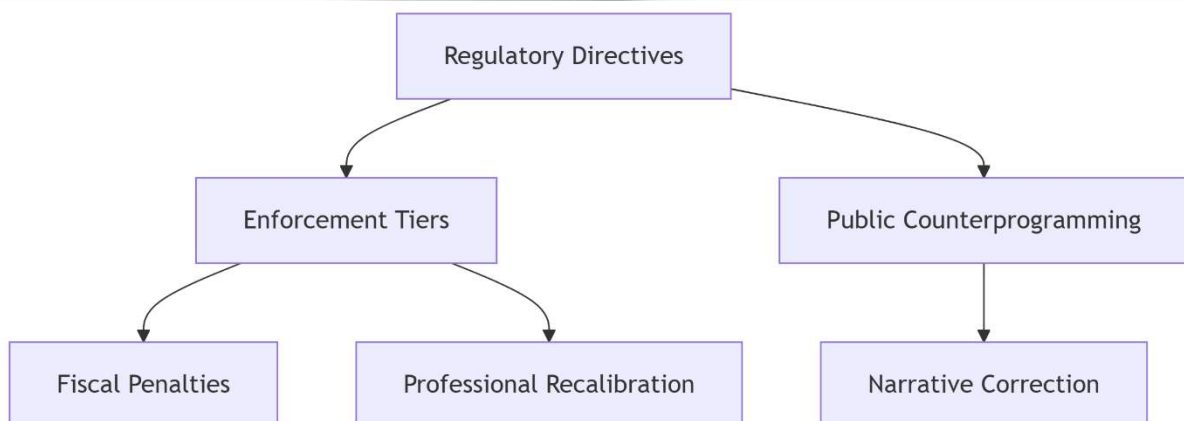 Regulatory Directives
Enforcement Tiers
Public Counterprogramming
Fiscal Penalties
Professional Recalibration
Narrative Correction